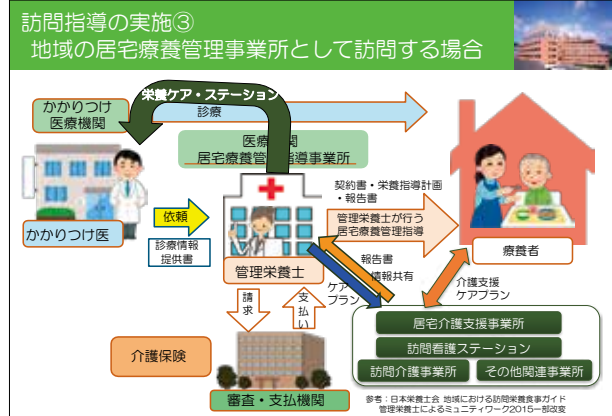 訪問指導の実施③
地域の居宅療養管理事業所として訪問する場合
かかりつけ
医療機関
栄養ケア・ステーション
診療
医療機関
居宅療養管理指導事業所
契約書・栄養指導計画
・報告書
依頼
管理栄養士が行う
居宅療養管理指導
かかりつけ医
診療情報
提供書
療養者
管理栄養士
報告書
情報共有
ケア
プラン
介護支援
ケアプラン
請求
支払い
居宅介護支援事業所
訪問看護ステーション
訪問介護事業所
その他関連事業所
介護保険
審査・支払機関
参考：日本栄養士会 地域における訪問栄養食事ガイド
管理栄養士によるミュニティワーク2015一部改変